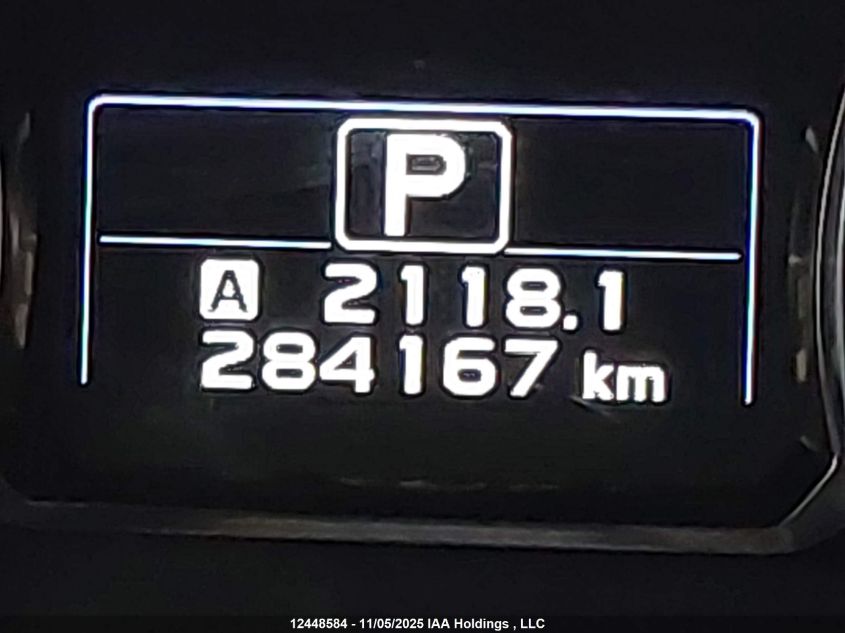 P
A 2118.1
284167 km
12448584 - 11/05/2025 IAA Holdings , LLC